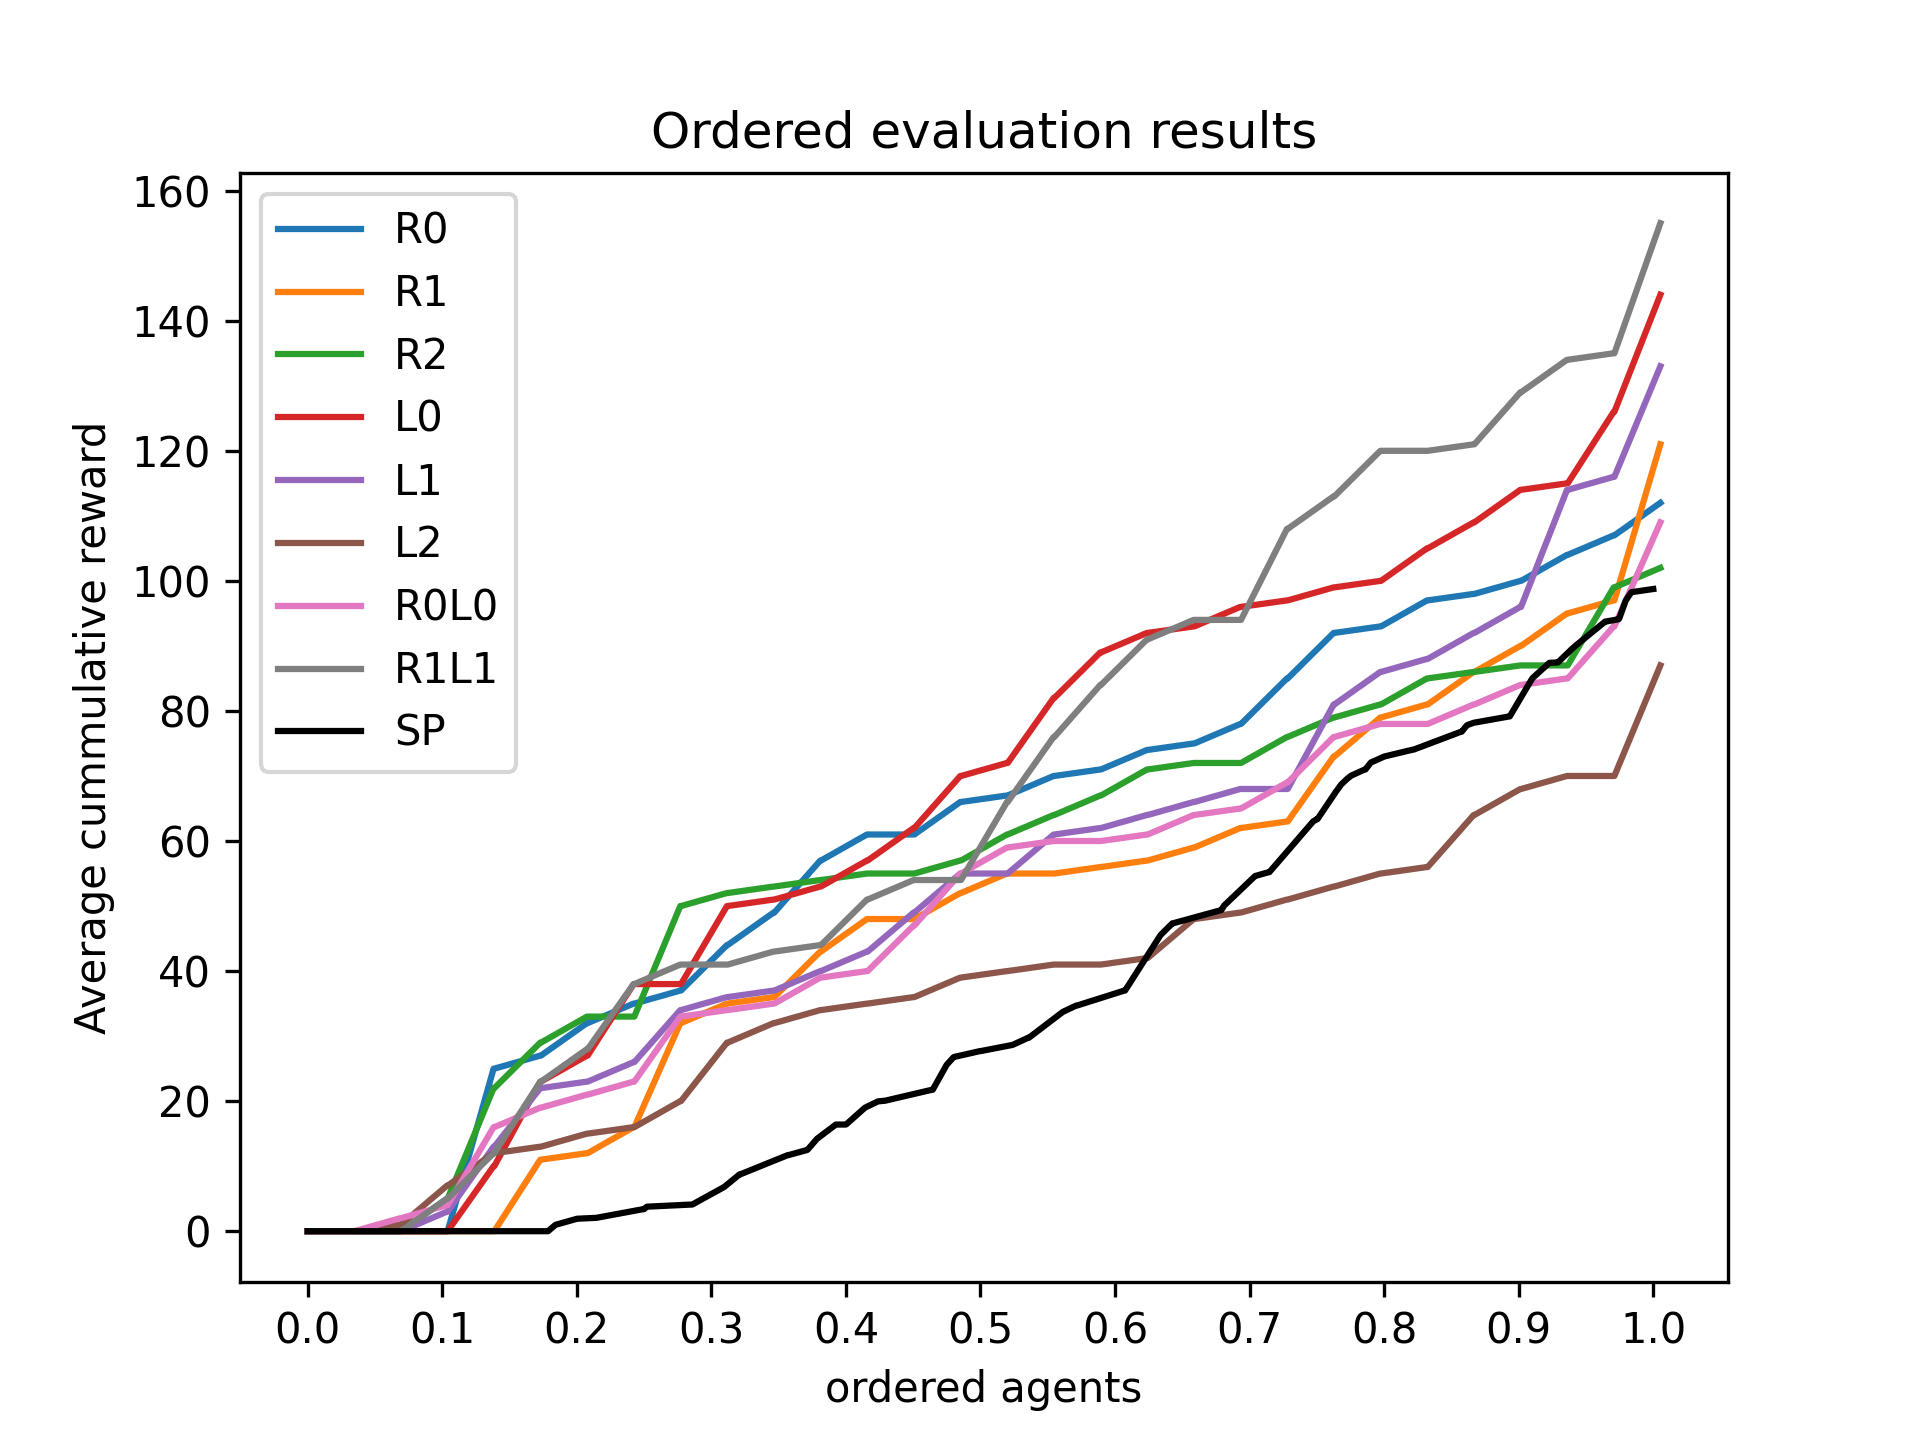 Ordered evaluation results
160
140
120
100
80
60
40
20
0
Average cummulative reward
R0
R1
R2
L0
L1
L2
R0L0
R1L1
SP
0.0 0.1 0.2 0.3 0.4 0.5 0.6 0.7 0.8 0.9 1.0
ordered agents